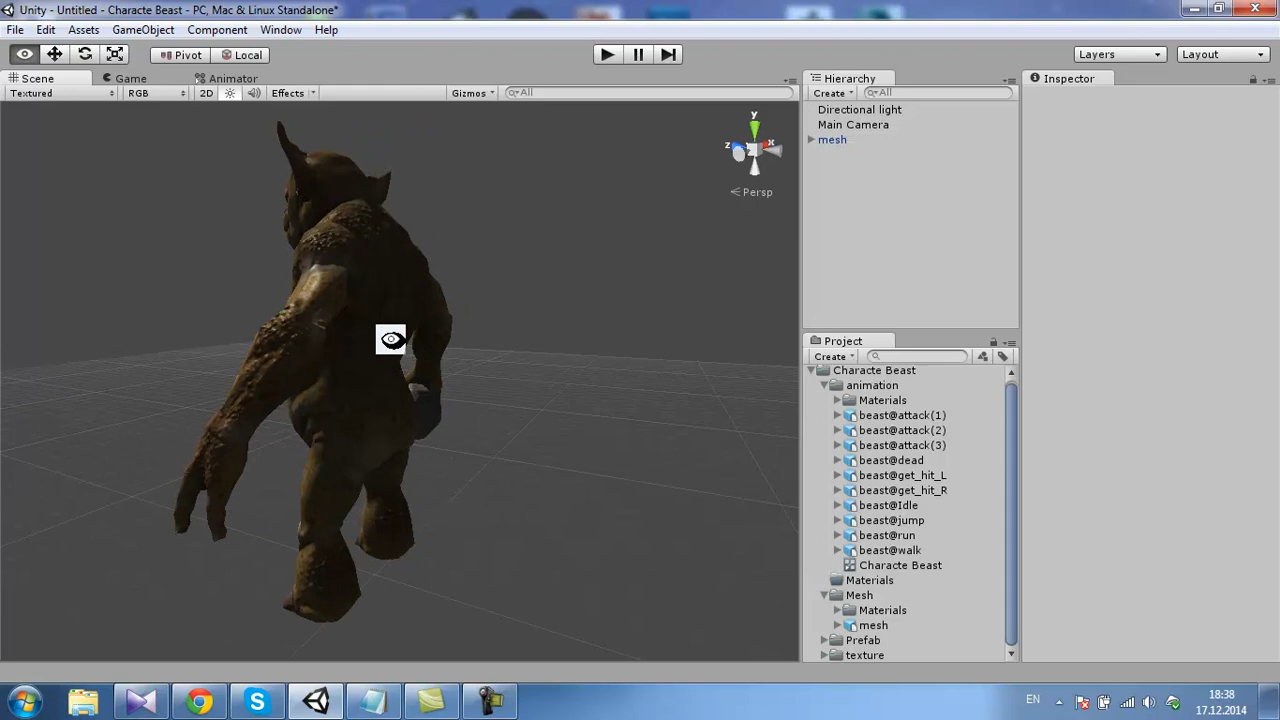 Unity - Untitled - Characte Beast - PC, Mac & Linux Standalone*
File Edit Assets GameObject Component Window Help
Pivot Local Layers Layout
Scene Game Animator
Textured RGB 2D Effects Gizmos All
y
z x
Persp
Hierarchy
Create All
Directional light
Main Camera
mesh
Project
Create
Characte Beast
animation
Materials
beast@attack(1)
beast@attack(2)
beast@attack(3)
beast@dead
beast@get_hit_L
beast@get_hit_R
beast@Idle
beast@jump
beast@run
beast@walk
Characte Beast
Materials
Mesh
Materials
mesh
Prefab
texture
Inspector
EN
18:38
17.12.2014